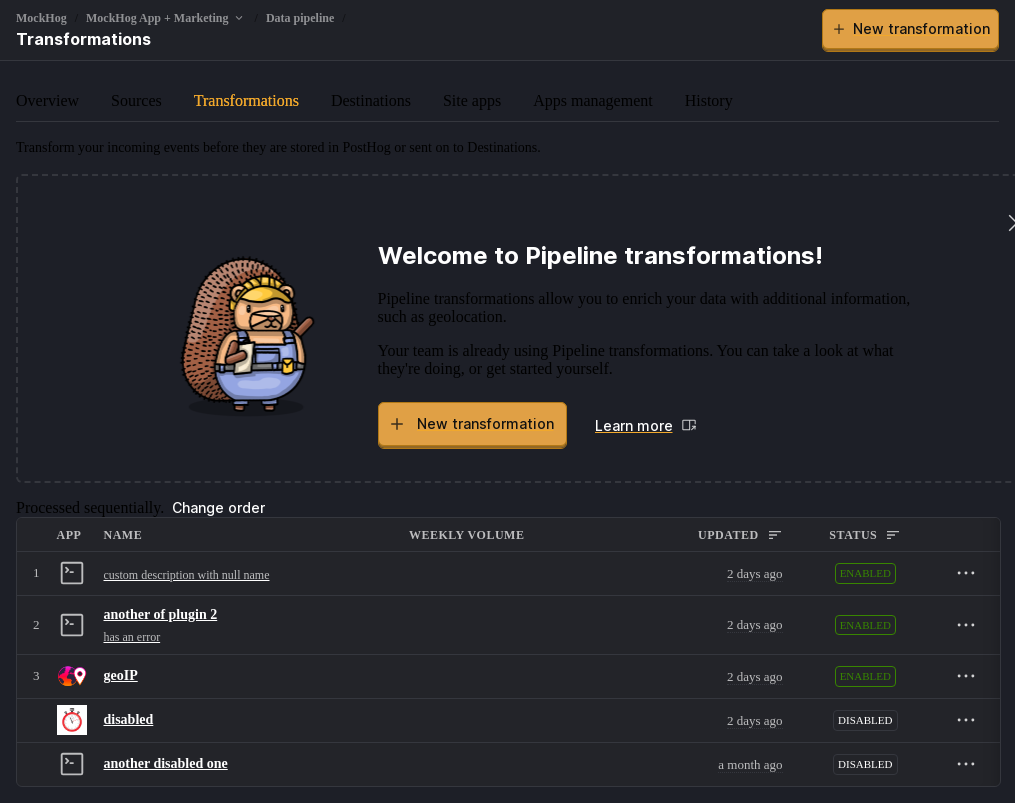 MockHog / MockHog App + Marketing / Data pipeline /
Transformations
New transformation
Overview Sources Transformations Destinations Site apps Apps management History
Transform your incoming events before they are stored in PostHog or sent on to Destinations.
Welcome to Pipeline transformations!
Pipeline transformations allow you to enrich your data with additional information,
such as geolocation.
Your team is already using Pipeline transformations. You can take a look at what
they're doing, or get started yourself.
New transformation Learn more
Processed sequentially. Change order
APP NAME WEEKLY VOLUME UPDATED STATUS
1 custom description with null name 2 days ago ENABLED
another of plugin 2
2 2 days ago ENABLED
has an error
3 geoIP 2 days ago ENABLED
disabled 2 days ago DISABLED
another disabled one a month ago DISABLED